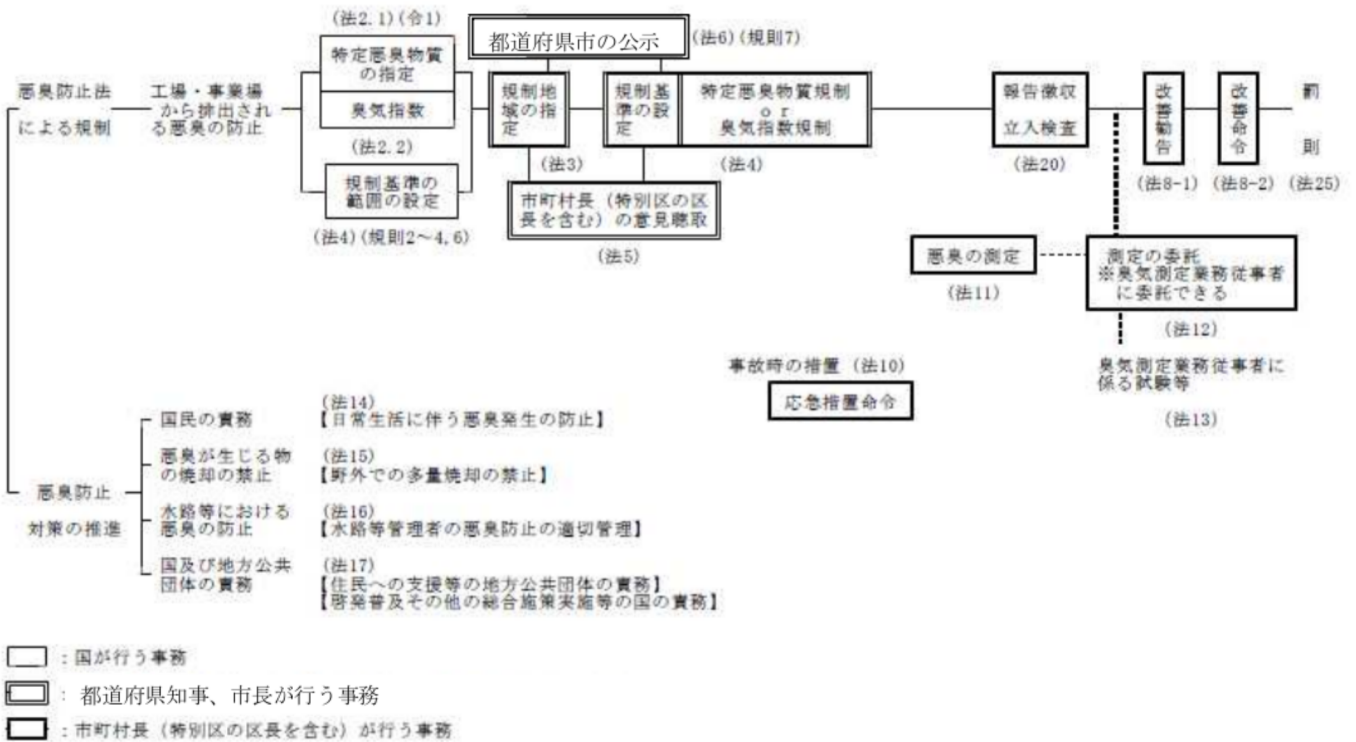 (法2.1)(令1)
特定悪臭物質
の指定
臭気指数
(法2.2)
規制基準の
範囲の設定
(法4)(規則2～4,6)
悪臭防止法
による規制
工場・事業場
から排出され
る悪臭の防止
都道府県市の公示
(法6)(規則7)
規制地
域の指
定
(法3)
規制基
準の設
定
特定悪臭物質規制
or
臭気指数規制
(法4)
市町村長（特別区の区
長を含む）の意見聴取
(法5)
報告徴収
立入検査
(法20)
改善勧告
(法8-1)
改善命令
(法8-2)
罰
則
(法25)
悪臭の測定
(法11)
測定の委託
※臭気測定業務従事者
に委託できる
(法12)
臭気測定業務従事者に
係る試験等
(法13)
事故時の措置 (法10)
応急措置命令
悪臭防止
対策の推進
国民の責務
(法14)
【日常生活に伴う悪臭発生の防止】
悪臭が生じる物
の焼却の禁止
(法15)
【野外での多量焼却の禁止】
水路等における
悪臭の防止
(法16)
【水路等管理者の悪臭防止の適切管理】
国及び地方公共
団体の責務
(法17)
【住民への支援等の地方公共団体の責務】
【啓発普及その他の総合施策実施等の国の責務】
：国が行う事務
：都道府県知事、市長が行う事務
：市町村長（特別区の区長を含む）が行う事務